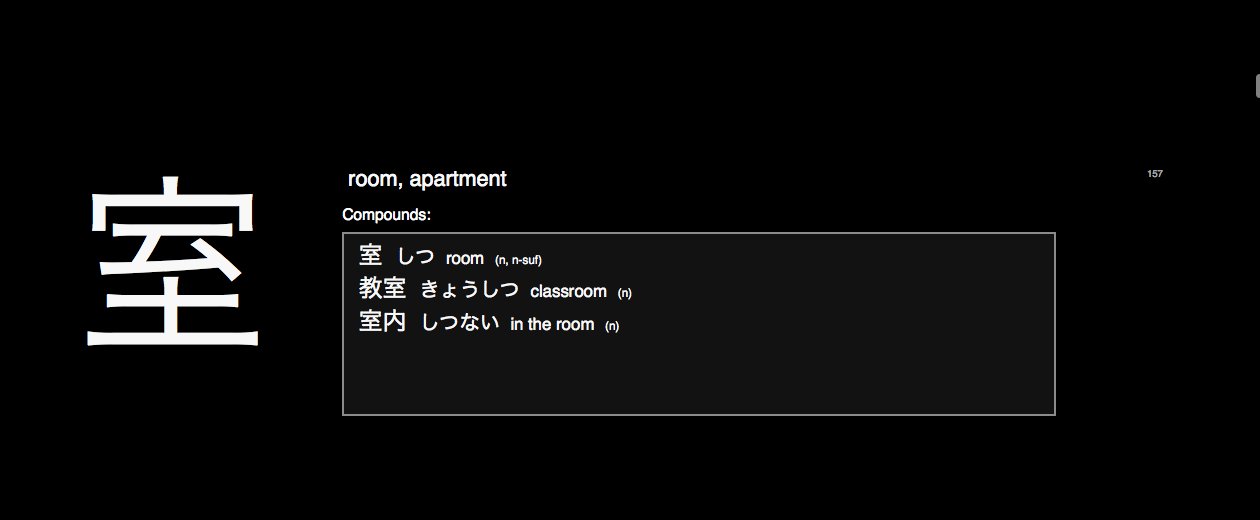 室
room, apartment
157
Compounds:
室 しつ room (n, n-suf)
教室 きょうしつ classroom (n)
室内 しつない in the room (n)